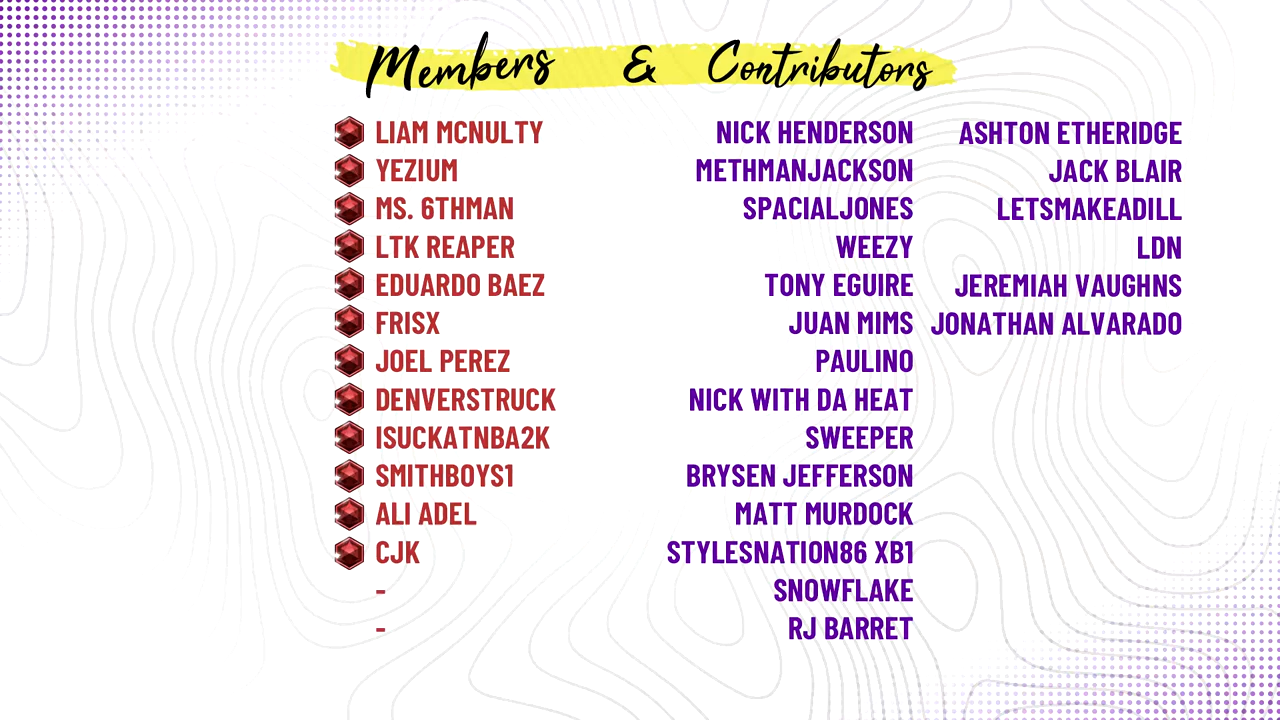 Members & Contributors
LIAM MCNULTY
YEZIUM
MS. 6THMAN
LTK REAPER
EDUARDO BAEZ
FRISX
JOEL PEREZ
DENVERSTRUCK
ISUCKATNBA2K
SMITHBOYS1
ALI ADEL
CJK
-
-
NICK HENDERSON
METHMANJACKSON
SPACIALJONES
WEEZY
TONY EGUIRE
JUAN MIMS
PAULINO
NICK WITH DA HEAT
SWEEPER
BRYSEN JEFFERSON
MATT MURDOCK
STYLESNATION86 XB1
SNOWFLAKE
RJ BARRET
ASHTON ETHERIDGE
JACK BLAIR
LETSMAKEADILL
LDN
JEREMIAH VAUGHNS
JONATHAN ALVARADO